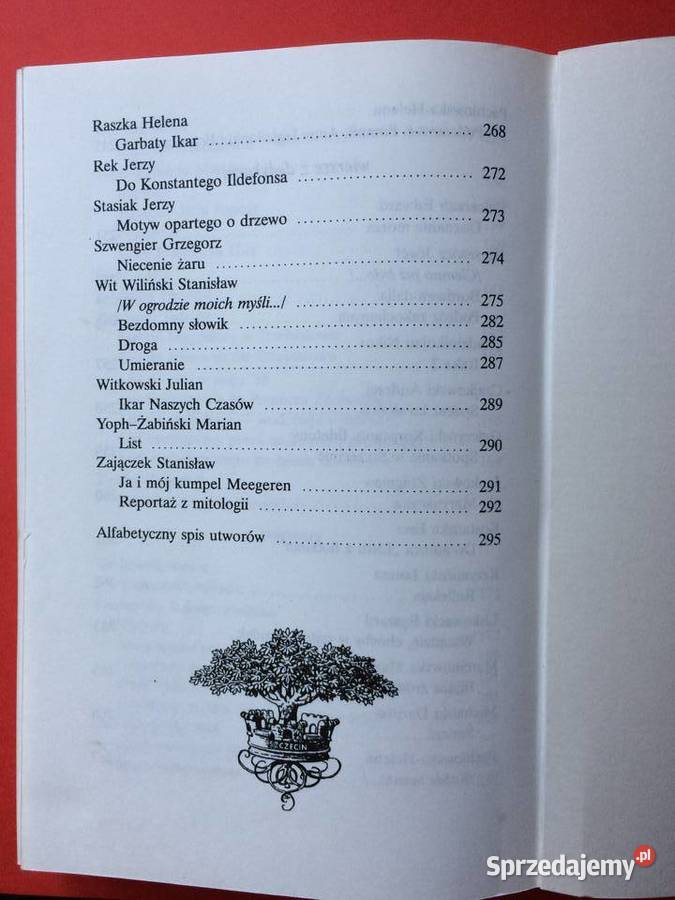 Raszka Helena
Garbaty Ikar ........ 268
Rek Jerzy
Do Konstantego Ildefonsa ........ 272
Stasiak Jerzy
Motyw opartego o drzewo ........ 273
Szwengier Grzegorz
Niecenie żaru ........ 274
Wit Wiliński Stanisław
/W ogrodzie moich myśli.../ ........ 275
Bezdomny słowik ........ 282
Droga ........ 285
Umieranie ........ 287
Witkowski Julian
Ikar Naszych Czasów ........ 289
Yoph–Żabiński Marian
List ........ 290
Zajączek Stanisław
Ja i mój kumpel Meegeren ........ 291
Reportaż z mitologii ........ 292
Alfabetyczny spis utworów ........ 295
SZCZECIN
Sprzedajemy.pl